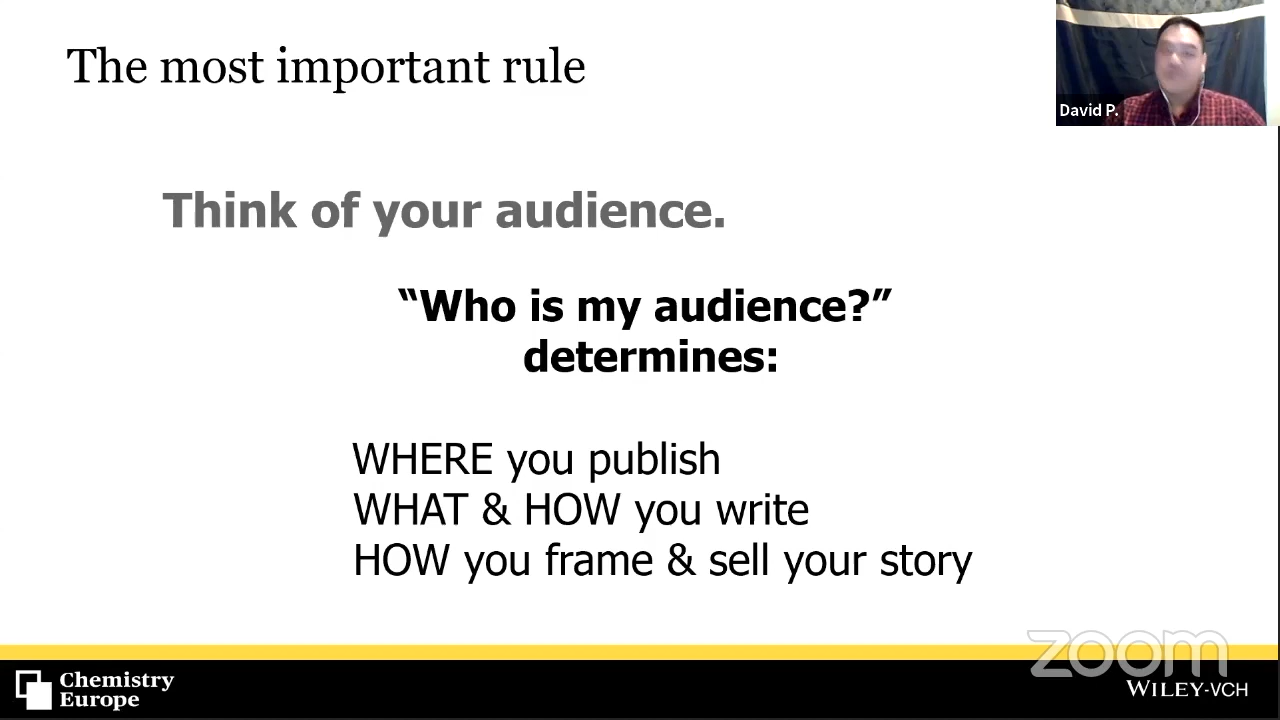 The most important rule
David P.
Think of your audience.
“Who is my audience?”
determines:
WHERE you publish
WHAT & HOW you write
HOW you frame & sell your story
zoom
Chemistry
Europe
WILEY-VCH